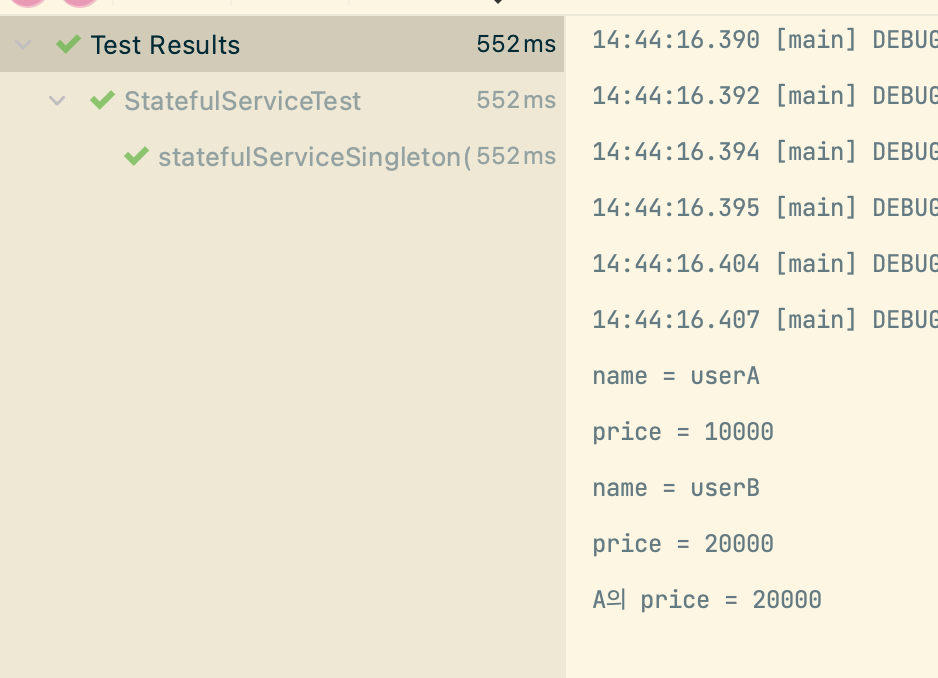 Test Results 552 ms
StatefulServiceTest 552 ms
statefulServiceSingleton( 552 ms
14:44:16.390 [main] DEBUG
14:44:16.392 [main] DEBUG
14:44:16.394 [main] DEBUG
14:44:16.395 [main] DEBUG
14:44:16.404 [main] DEBUG
14:44:16.407 [main] DEBUG
name = userA
price = 10000
name = userB
price = 20000
A의 price = 20000